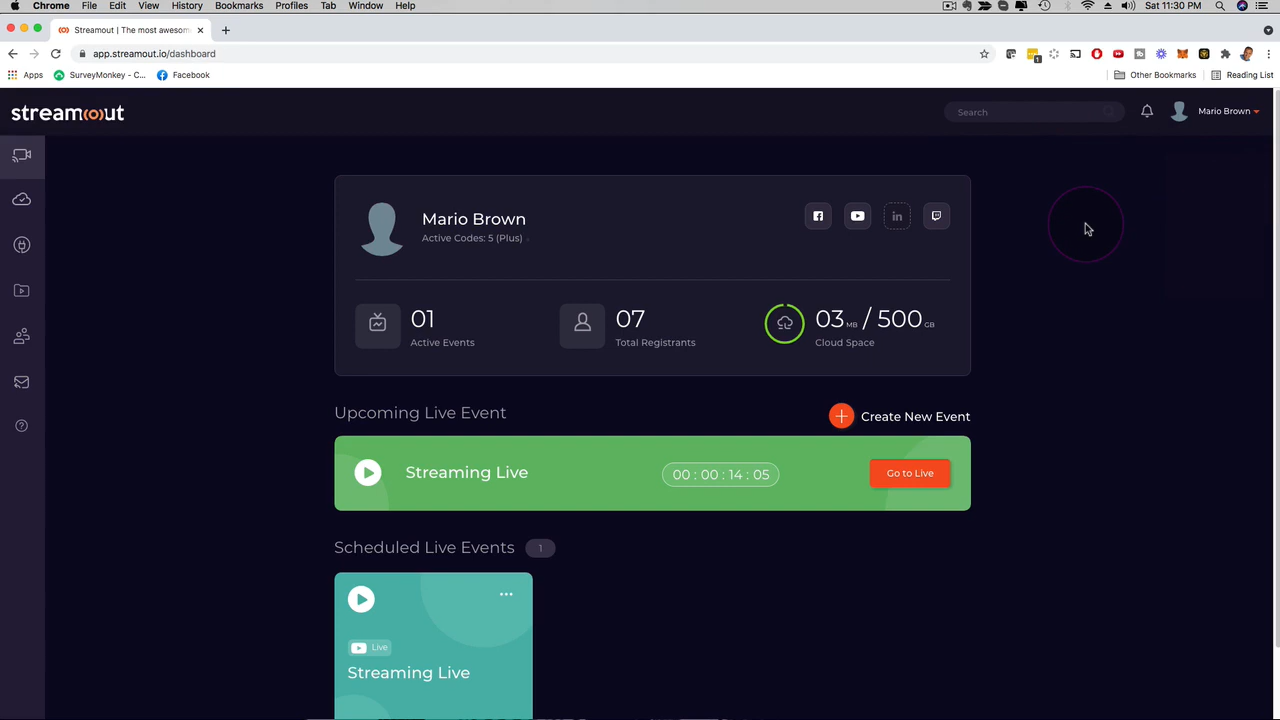 Chrome File Edit View History Bookmarks Profiles Tab Window Help Sat 11:30 PM
Streamout | The most awesom
app.streamout.io/dashboard
Apps SurveyMonkey - C... Facebook Other Bookmarks Reading List
streamout Search Mario Brown
Mario Brown
Active Codes: 5 (Plus)
in
01 07 03 MB / 500 GB
Active Events Total Registrants Cloud Space
Upcoming Live Event Create New Event
Streaming Live 00 : 00 : 14 : 05 Go to Live
Scheduled Live Events 1
Live
Streaming Live